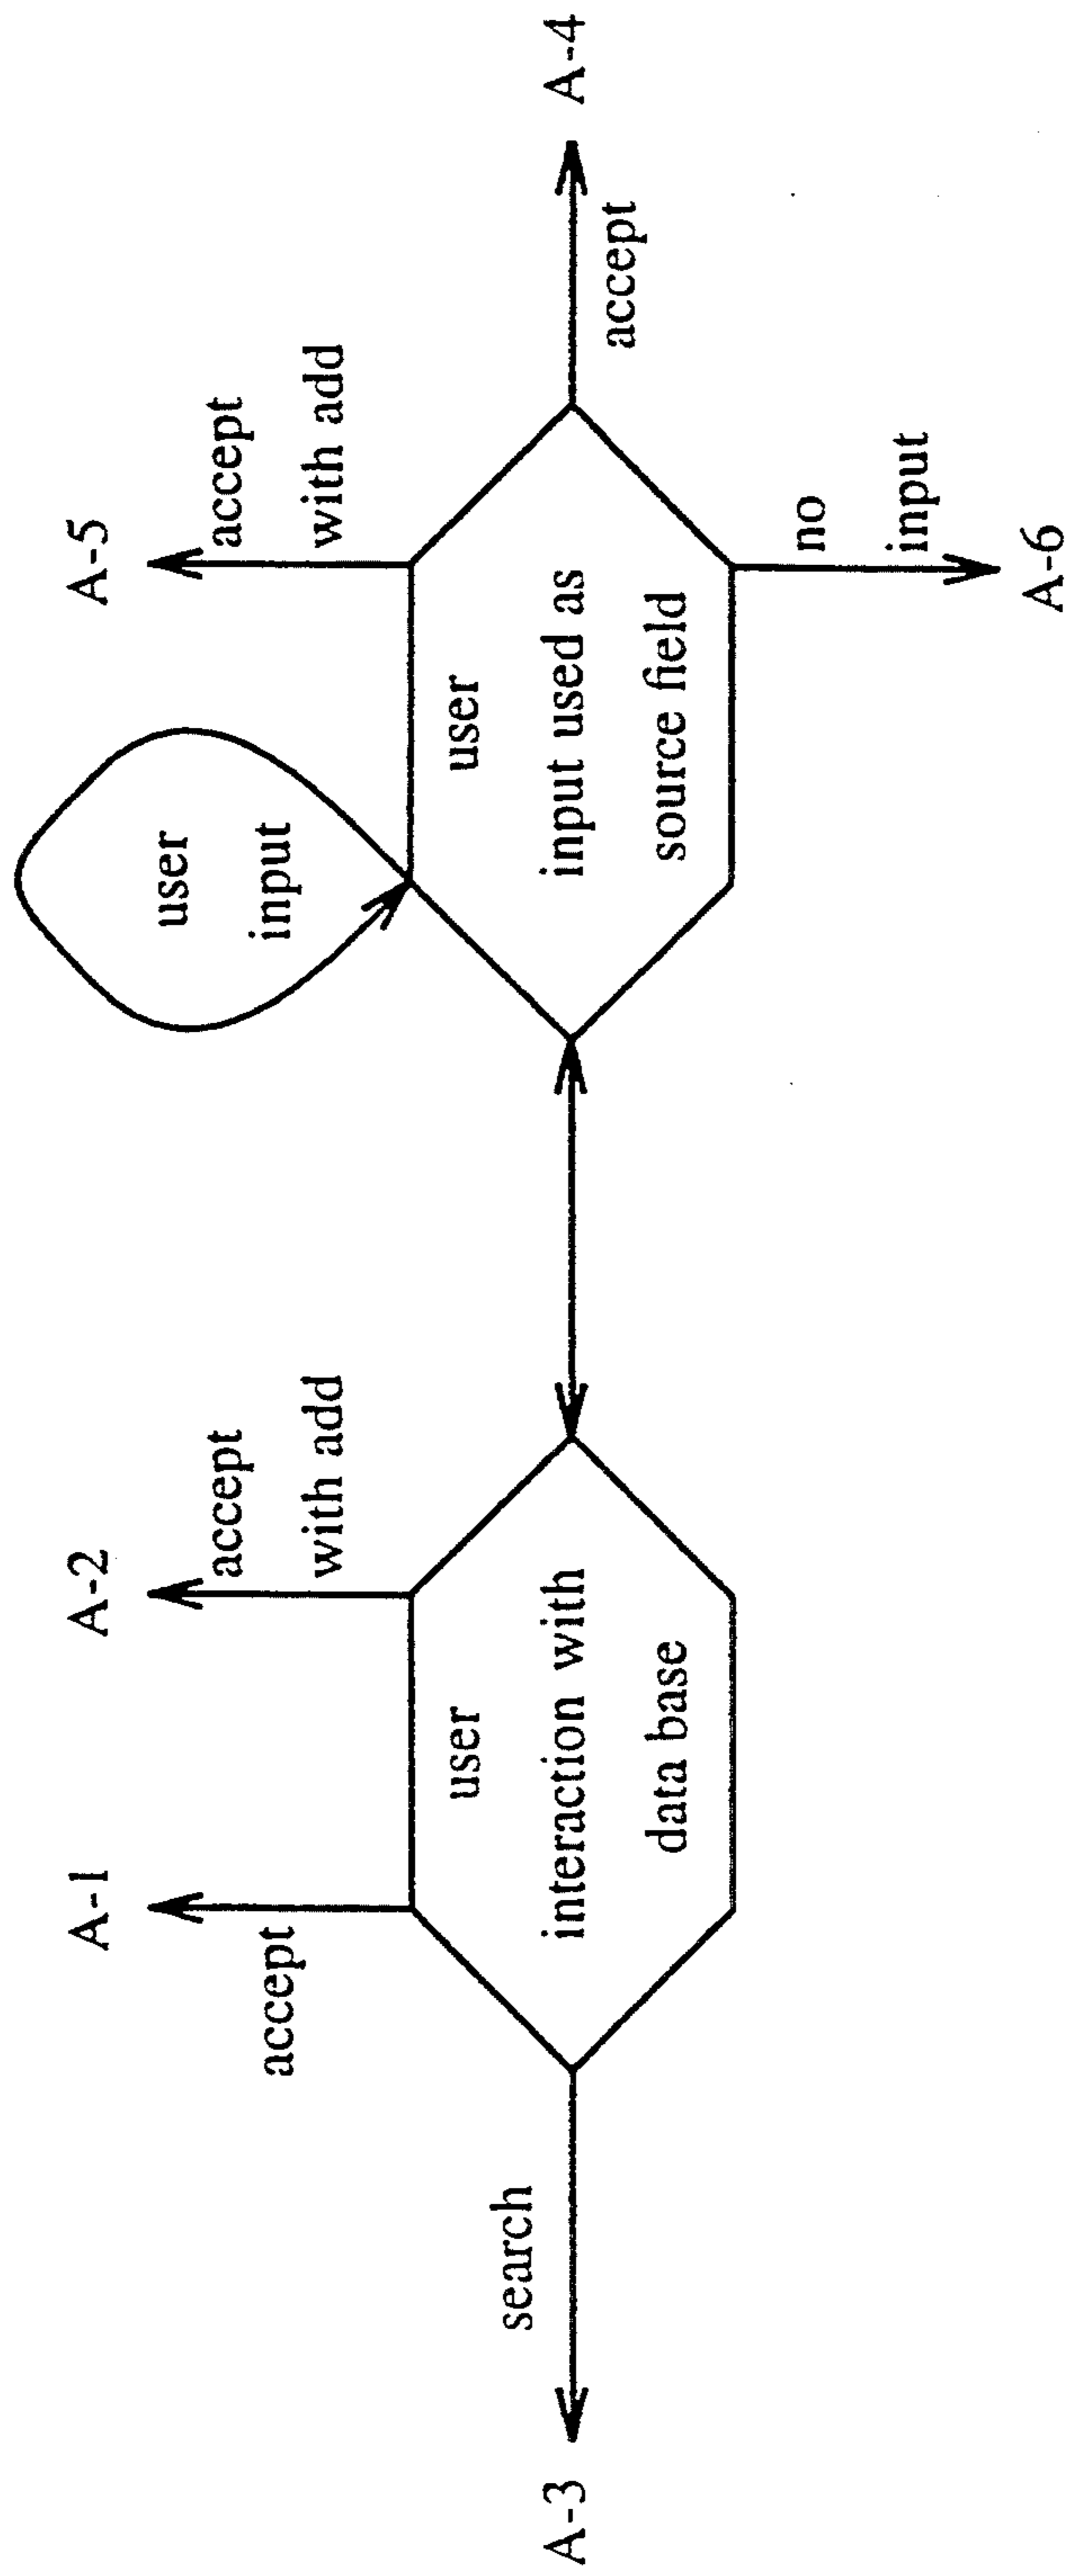 A-1
A-2
A-5
accept
accept
with add
user
input
accept
with add
search
A-3
user
interaction with
data base
user
input used as
source field
accept
A-4
no
input
A-6